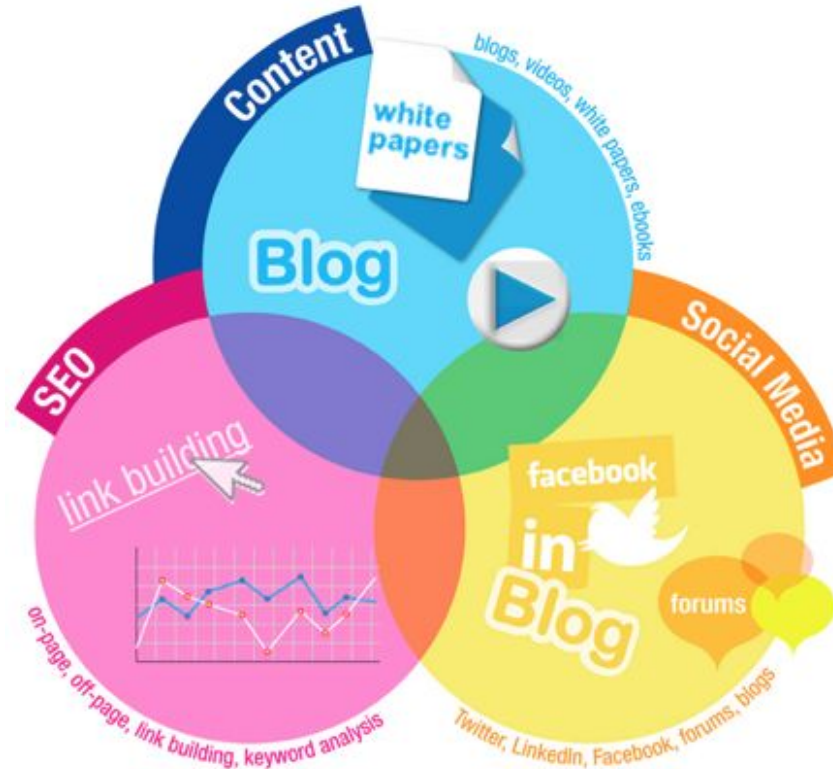 Content
blogs, videos, white papers, ebooks
white
papers
Blog
SEO
Social Media
link building
facebook
in
Blog
forums
on-page, off-page, link building, keyword analysis
Twitter, LinkedIn, Facebook, forums, blogs